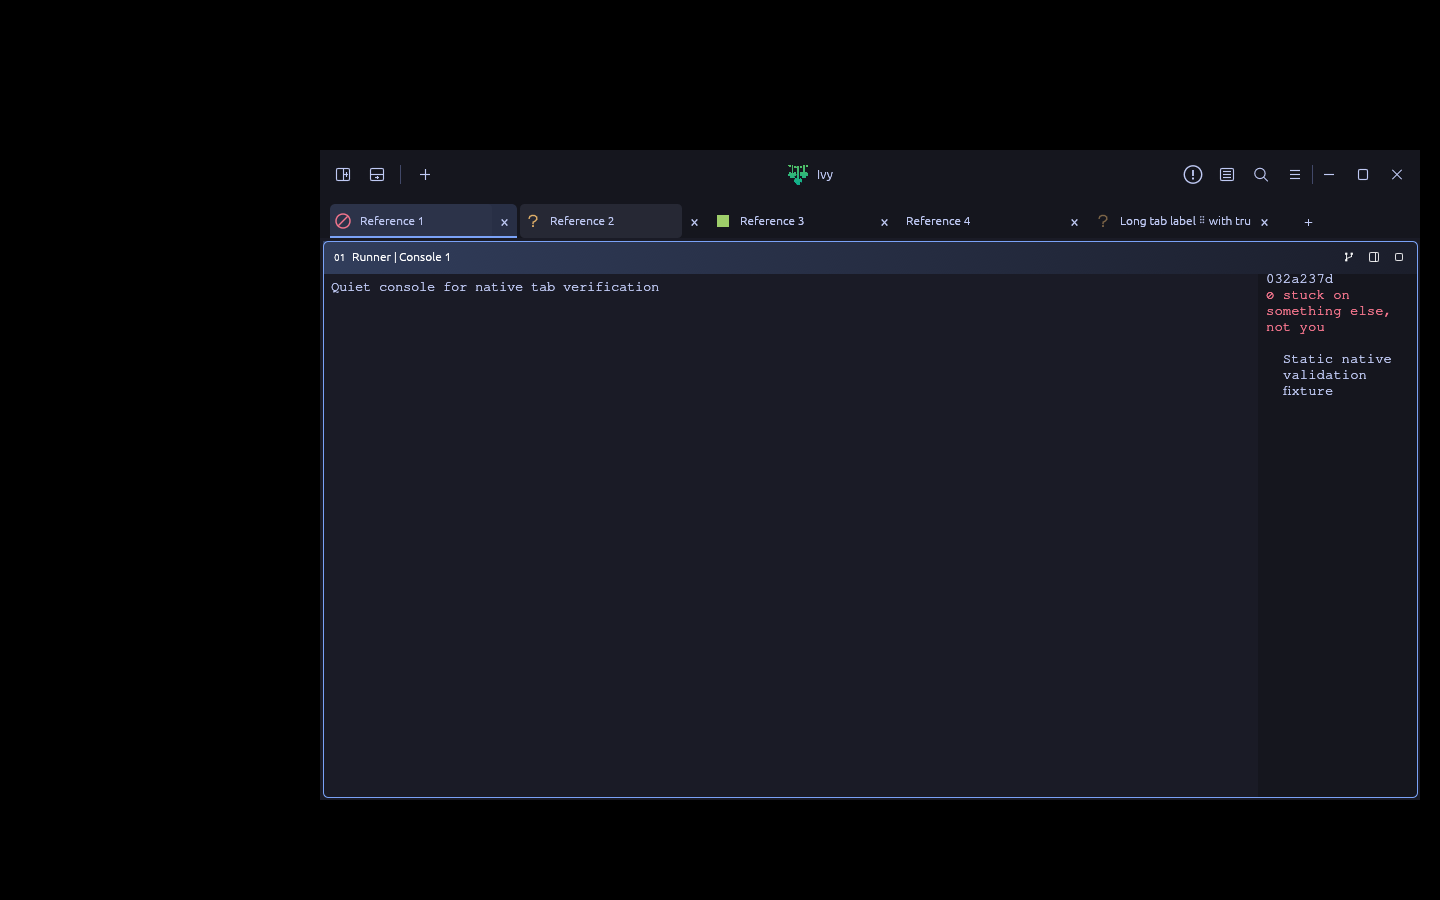 Ivy
Reference 1
Reference 2
Reference 3
Reference 4
Long tab label ⠿ with tru
01 Runner | Console 1
Quiet console for native tab verification
032a237d
⊘ stuck on
something else,
not you
Static native
validation
fixture